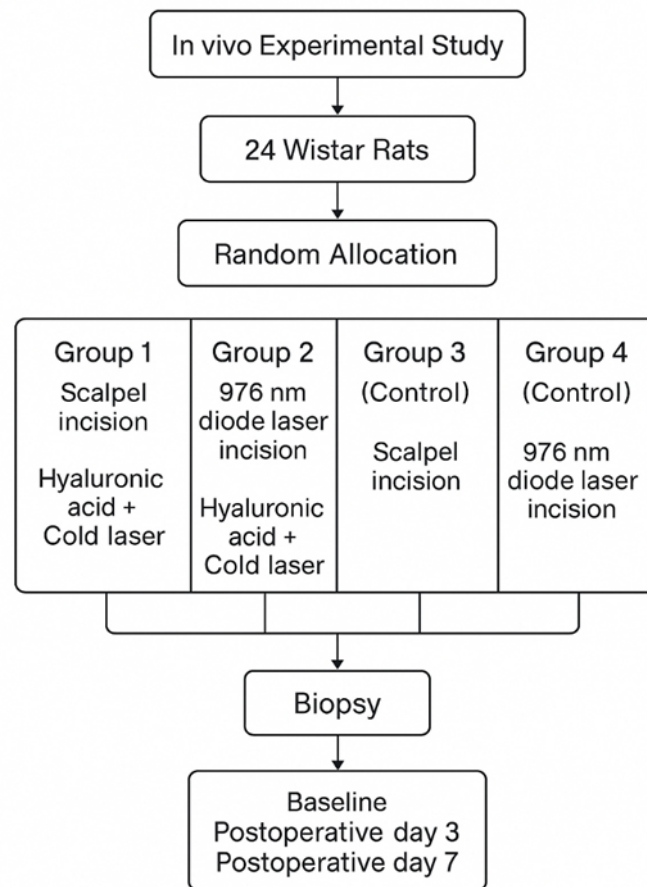 In vivo Experimental Study
24 Wistar Rats
Random Allocation
Group 1
Scalpel
incision
Hyaluronic
acid +
Cold laser
Group 2
976 nm
diode laser
incision
Hyaluronic
acid +
Cold laser
Group 3
(Control)
Scalpel
incision
Group 4
(Control)
976 nm
diode laser
incision
Biopsy
Baseline
Postoperative day 3
Postoperative day 7